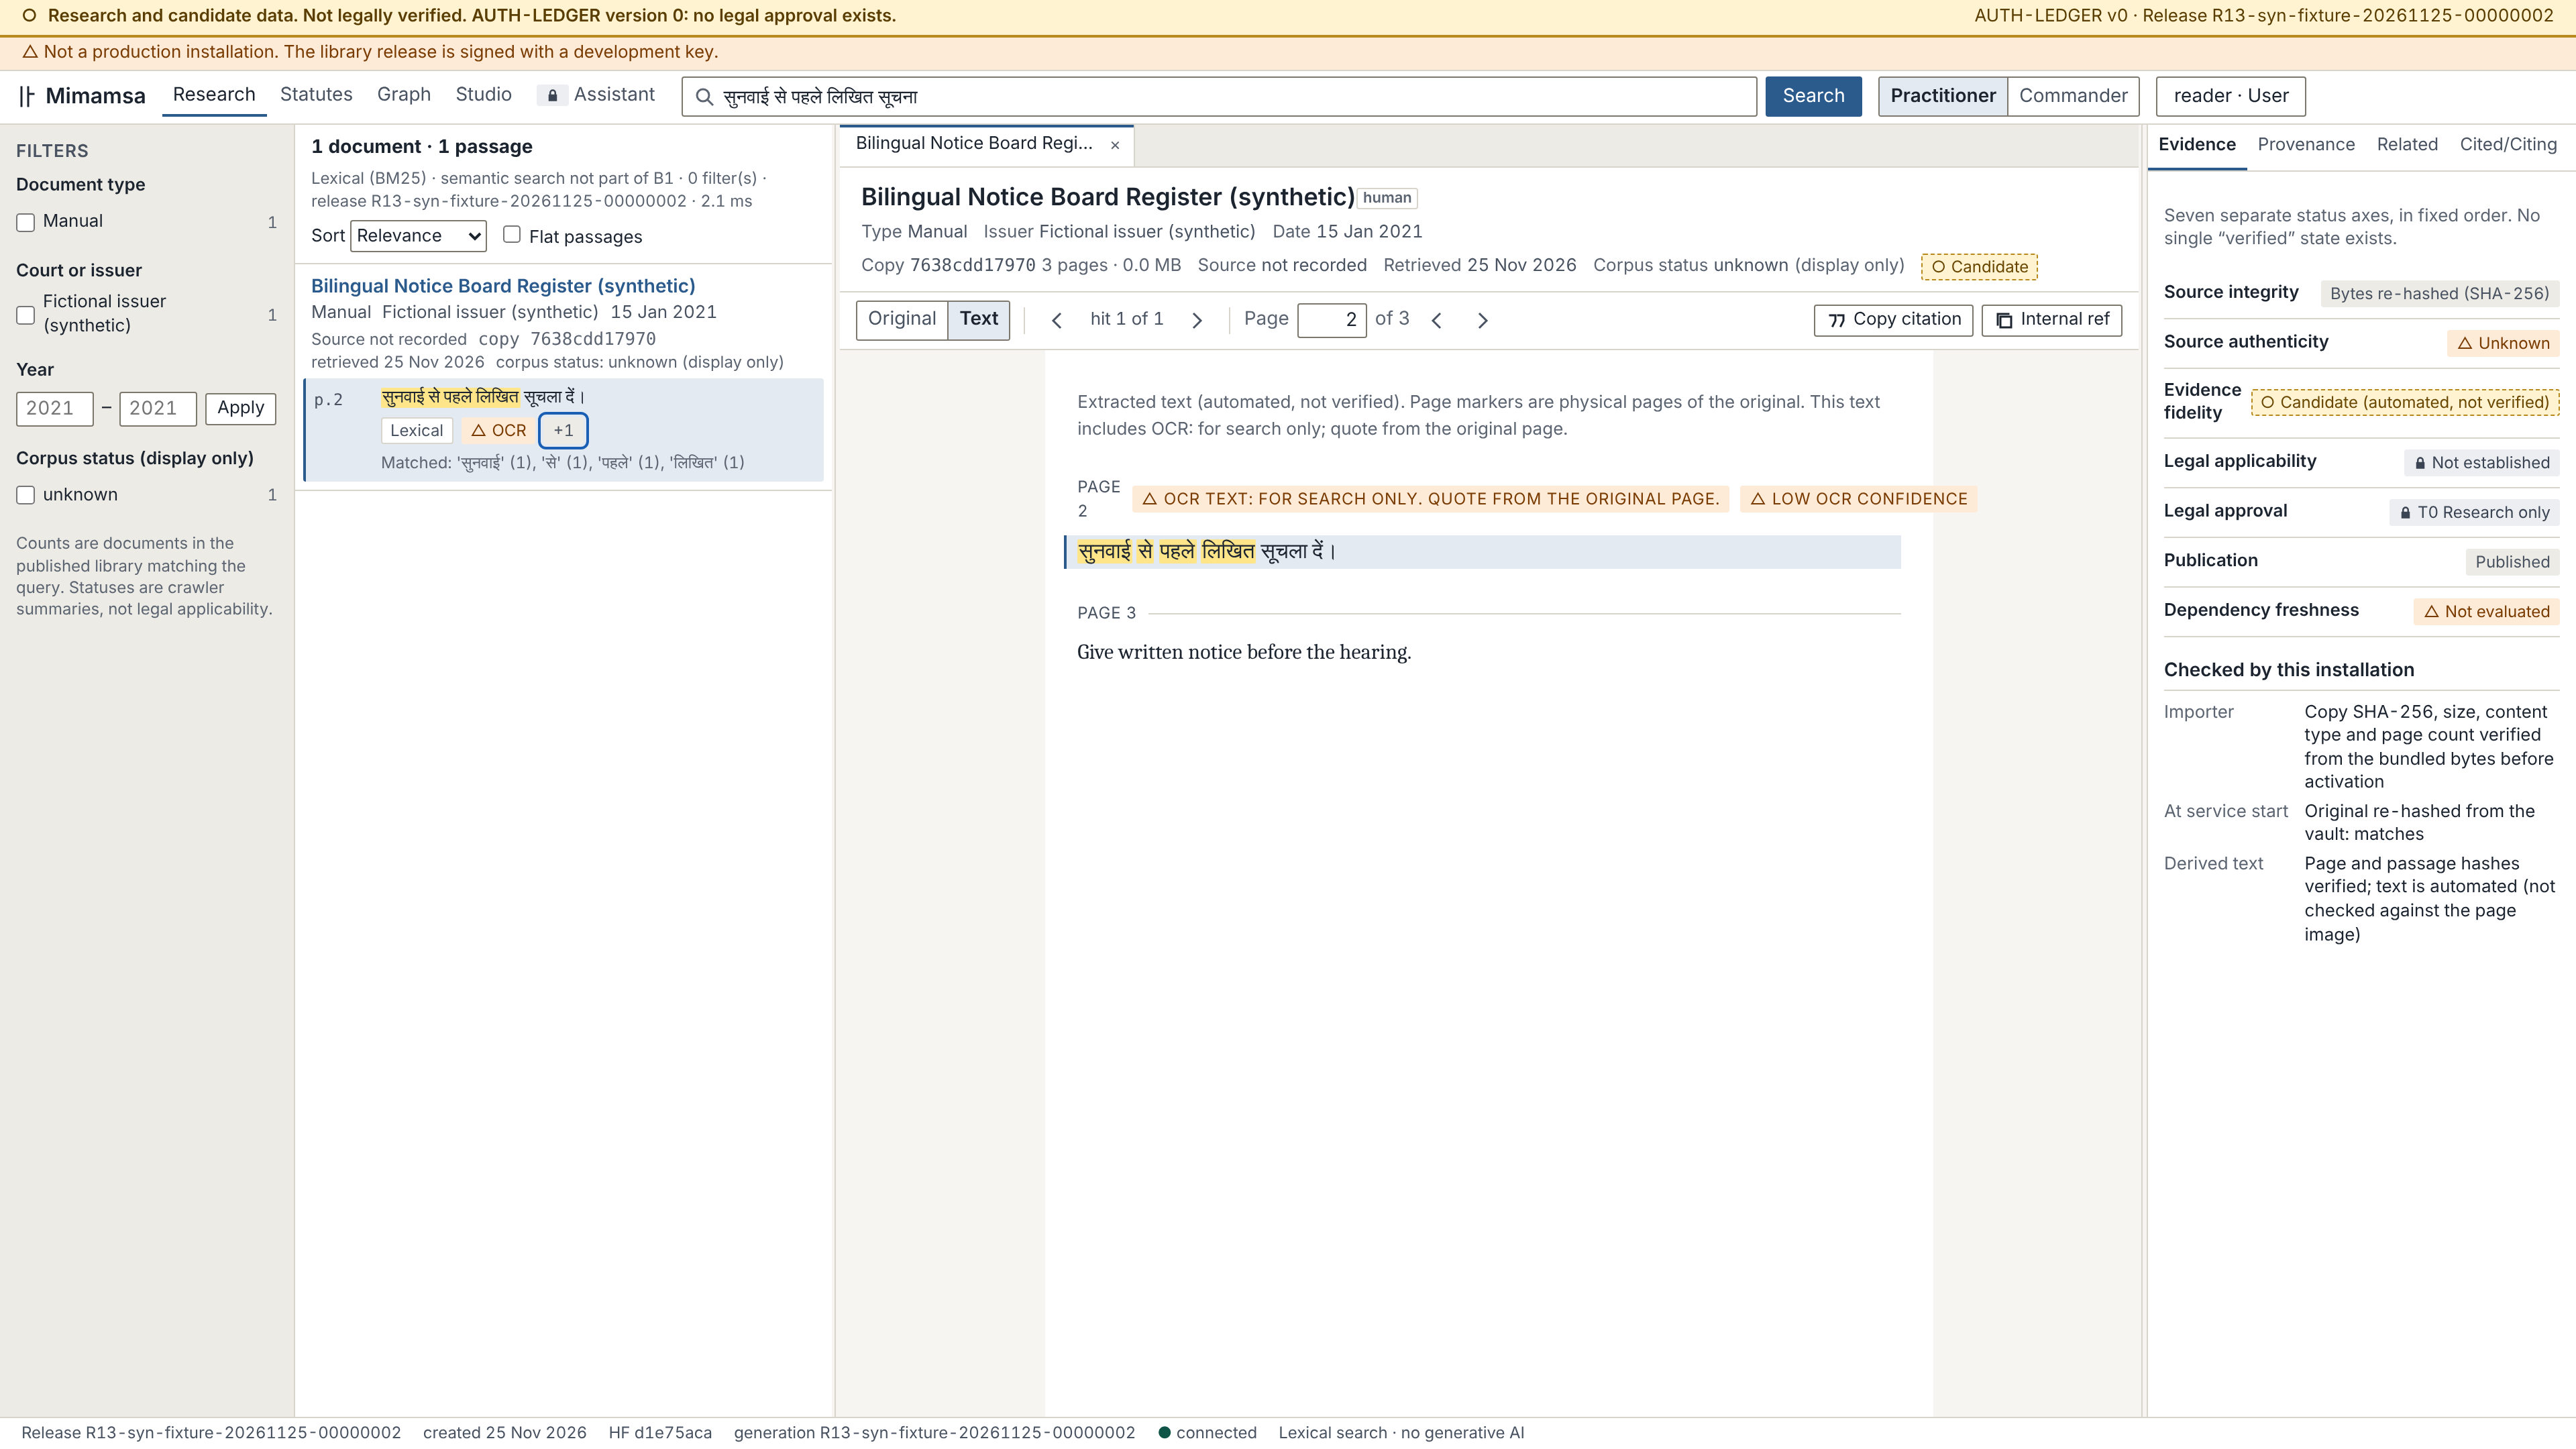 Research and candidate data. Not legally verified. AUTH-LEDGER version 0: no legal approval exists.
AUTH-LEDGER v0 · Release R13-syn-fixture-20261125-00000002
Not a production installation. The library release is signed with a development key.
Mimamsa
Research
Statutes
Graph
Studio
Assistant
सुनवाई से पहले लिखित सूचना
Search
Practitioner
Commander
reader · User
FILTERS
Document type
Manual 1
Court or issuer
Fictional issuer
(synthetic) 1
Year
2021 – 2021 Apply
Corpus status (display only)
unknown 1
Counts are documents in the
published library matching the
query. Statuses are crawler
summaries, not legal applicability.
1 document · 1 passage
Lexical (BM25) · semantic search not part of B1 · 0 filter(s) ·
release R13-syn-fixture-20261125-00000002 · 2.1 ms
Sort Relevance Flat passages
Bilingual Notice Board Register (synthetic)
Manual Fictional issuer (synthetic) 15 Jan 2021
Source not recorded copy 7638cdd17970
retrieved 25 Nov 2026 corpus status: unknown (display only)
p.2 सुनवाई से पहले लिखित सूचला दें।
Lexical OCR +1
Matched: 'सुनवाई' (1), 'से' (1), 'पहले' (1), 'लिखित' (1)
Bilingual Notice Board Regi... ×
Bilingual Notice Board Register (synthetic) human
Type Manual Issuer Fictional issuer (synthetic) Date 15 Jan 2021
Copy 7638cdd17970 3 pages · 0.0 MB Source not recorded Retrieved 25 Nov 2026 Corpus status unknown (display only) Candidate
Original Text hit 1 of 1 Page 2 of 3 Copy citation Internal ref
Extracted text (automated, not verified). Page markers are physical pages of the original. This text
includes OCR: for search only; quote from the original page.
PAGE
2
OCR TEXT: FOR SEARCH ONLY. QUOTE FROM THE ORIGINAL PAGE. LOW OCR CONFIDENCE
सुनवाई से पहले लिखित सूचला दें।
PAGE 3
Give written notice before the hearing.
Evidence Provenance Related Cited/Citing
Seven separate status axes, in fixed order. No
single “verified” state exists.
Source integrity Bytes re-hashed (SHA-256)
Source authenticity Unknown
Evidence
fidelity Candidate (automated, not verified)
Legal applicability Not established
Legal approval T0 Research only
Publication Published
Dependency freshness Not evaluated
Checked by this installation
Importer Copy SHA-256, size, content
type and page count verified
from the bundled bytes before
activation
At service start Original re-hashed from the
vault: matches
Derived text Page and passage hashes
verified; text is automated (not
checked against the page
image)
Release R13-syn-fixture-20261125-00000002 created 25 Nov 2026 HF d1e75aca generation R13-syn-fixture-20261125-00000002 connected Lexical search · no generative AI